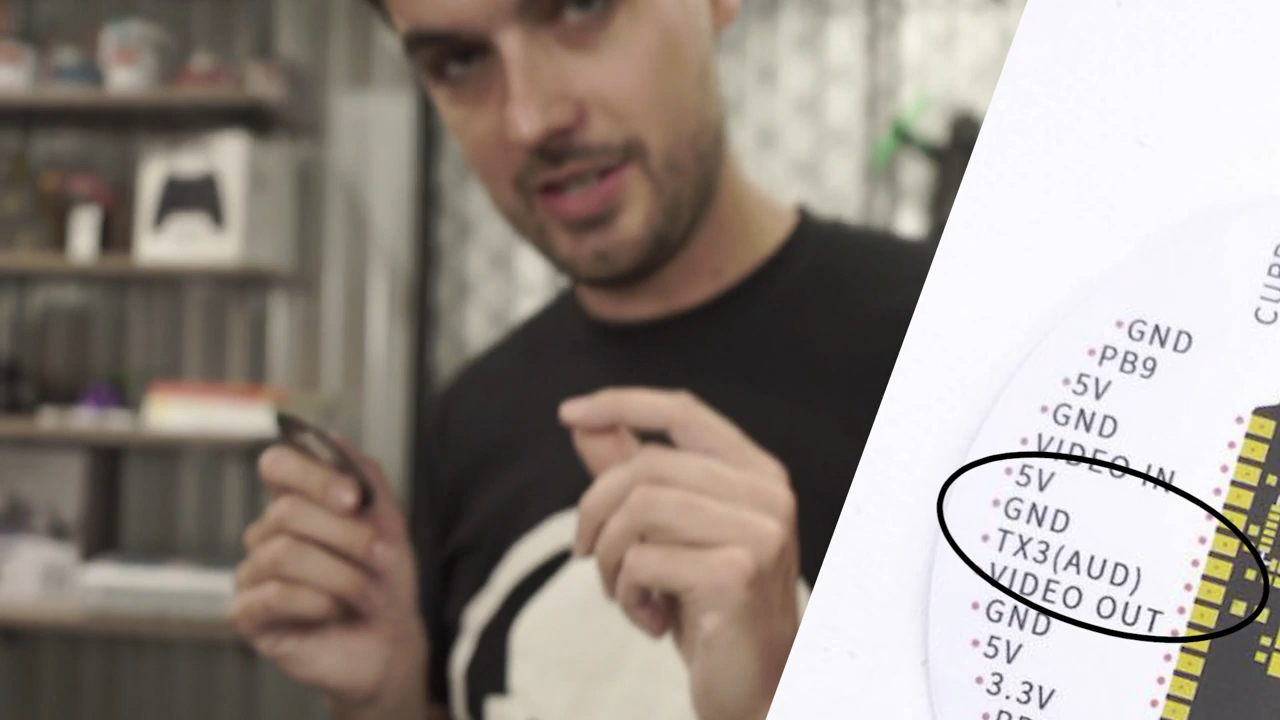 GND
PB9
5V
GND
VIDEO IN
5V
GND
TX3(AUD)
VIDEO OUT
GND
5V
3.3V